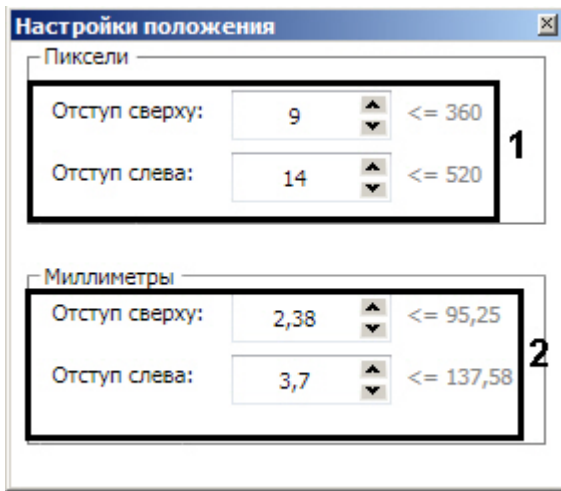 Настройки положения
Пиксели
Отступ сверху: 9 <= 360
1
Отступ слева: 14 <= 520
Миллиметры
Отступ сверху: 2,38 <= 95,25
2
Отступ слева: 3,7 <= 137,58